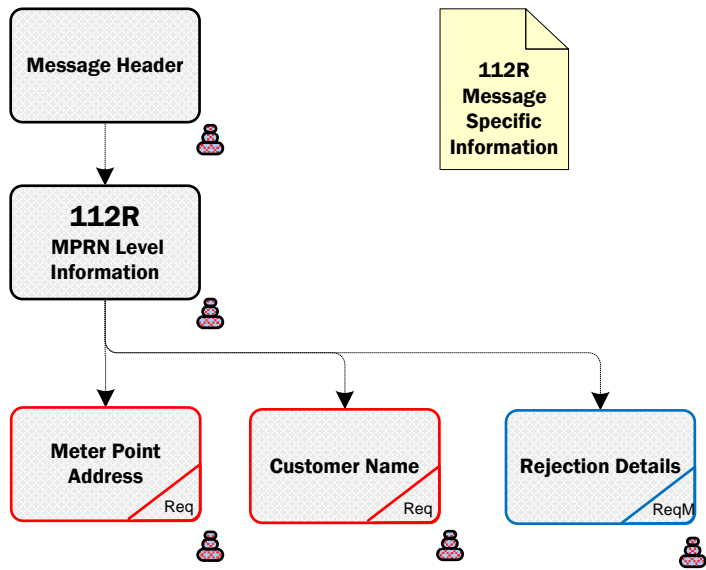 Message Header
112R
Message
Specific
Information
112R
MPRN Level
Information
Meter Point
Address
Req
Customer Name
Req
Rejection Details
ReqM